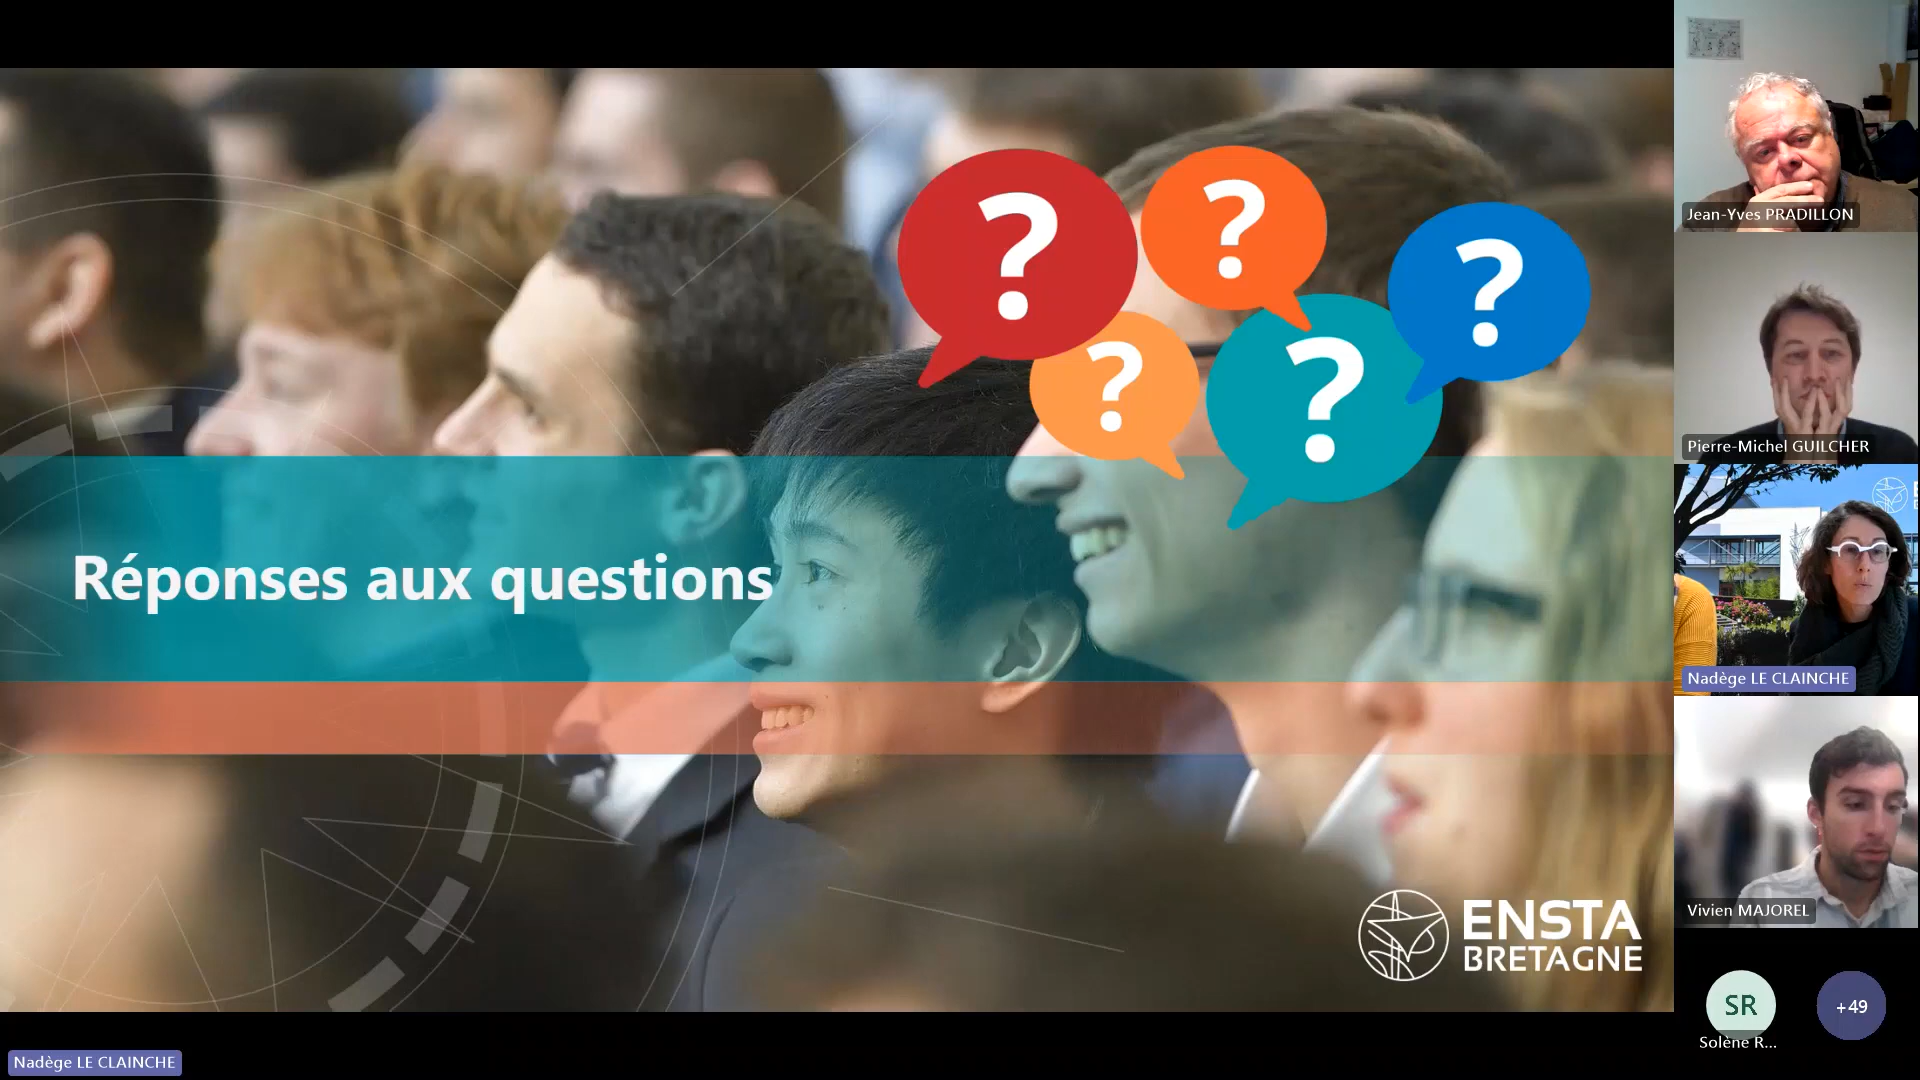 ?
?
?
?
?
Réponses aux questions
ENSTA
BRETAGNE
Nadège LE CLAINCHE
Jean-Yves PRADILLON
Pierre-Michel GUILCHER
Nadège LE CLAINCHE
Vivien MAJOREL
SR
Solène R...
+49